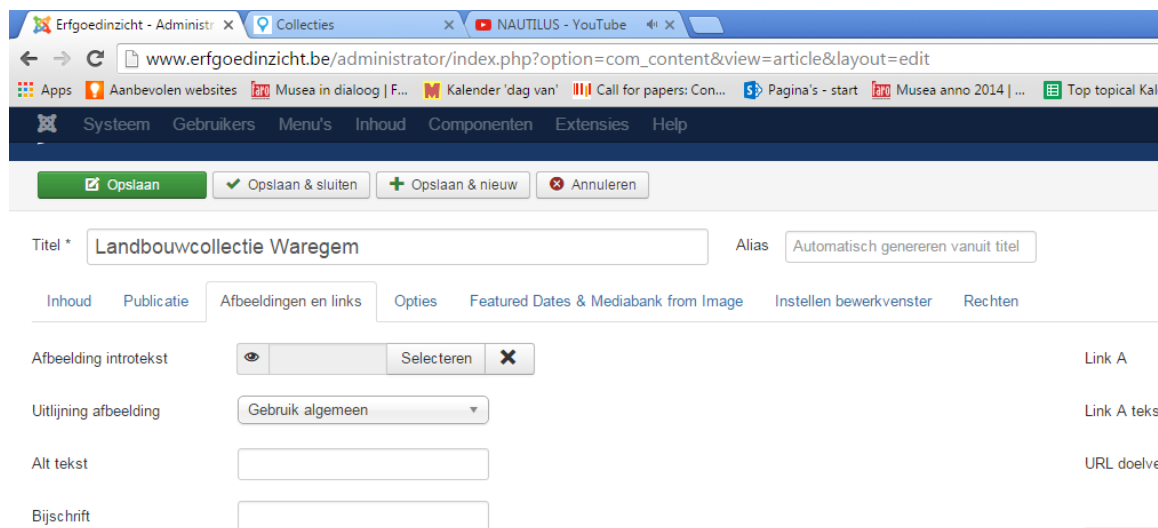 Erfgoedinzicht - Administr Collecties NAUTILUS - YouTube
www.erfgoedinzicht.be/administrator/index.php?option=com_content&view=article&layout=edit
Apps Aanbevolen websites faro Musea in dialoog | F... M Kalender 'dag van' Call for papers: Con... Pagina's - start faro Musea anno 2014 | ... Top topical Kal
Systeem Gebruikers Menu's Inhoud Componenten Extensies Help
Opslaan Opslaan & sluiten Opslaan & nieuw Annuleren
Titel * Landbouwcollectie Waregem Alias Automatisch genereren vanuit titel
Inhoud Publicatie Afbeeldingen en links Opties Featured Dates & Mediabank from Image Instellen bewerkvenster Rechten
Afbeelding introtekst Selecteren Link A
Uitlijning afbeelding Gebruik algemeen Link A teks
Alt tekst URL doelve
Bijschrift